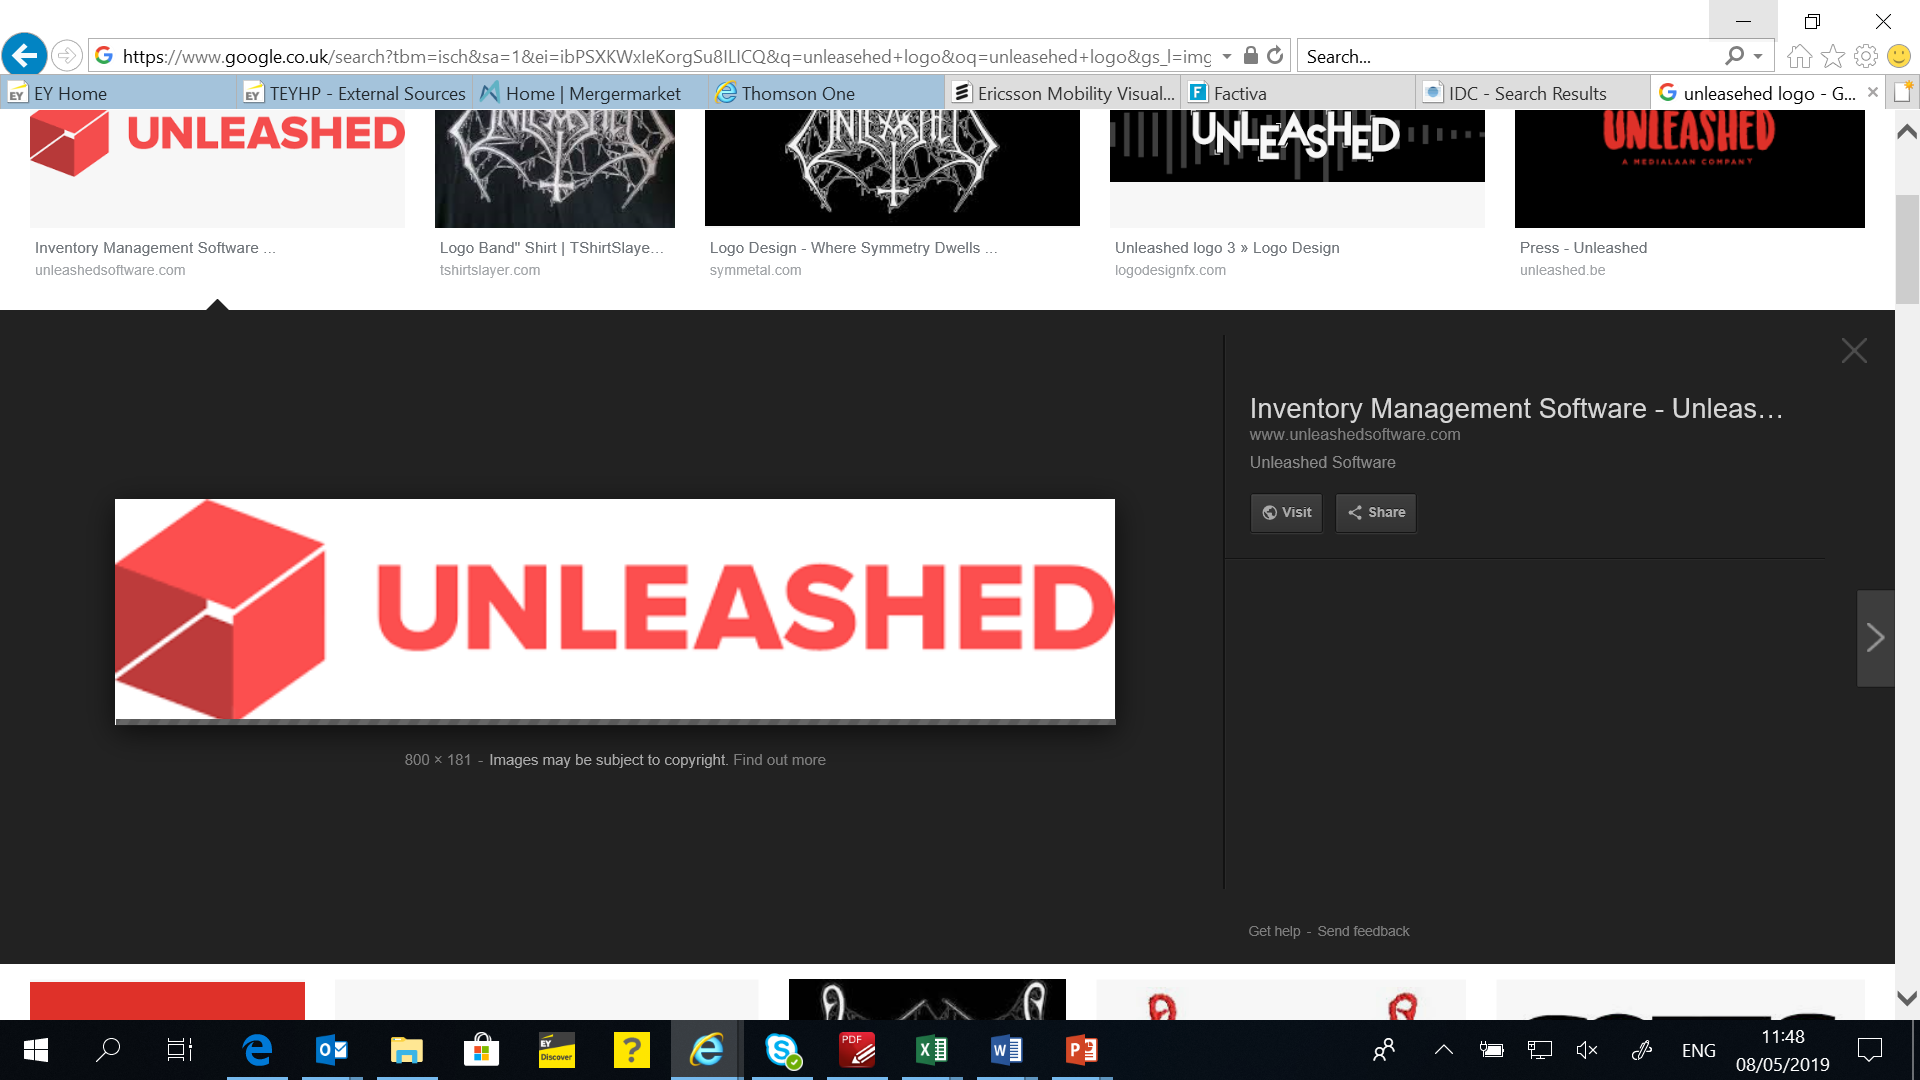 https://www.google.co.uk/search?tbm=isch&sa=1&ei=ibPSXKWxIeKorgSu8ILICQ&q=unleasehed+logo&oq=unleasehed+logo&gs_l=img
Search...
EY Home
TEYHP - External Sources
Home | Mergermarket
Thomson One
Ericsson Mobility Visual...
Factiva
IDC - Search Results
unleasehed logo - G...
UNLEASHED
UNLEASHED
UNLEASHED
A MEDIALAAN COMPANY
Inventory Management Software ...
unleashedsoftware.com
Logo Band" Shirt | TShirtSlaye...
tshirtslayer.com
Logo Design - Where Symmetry Dwells ...
symmetal.com
Unleashed logo 3 » Logo Design
logodesignfx.com
Press - Unleashed
unleashed.be
Inventory Management Software - Unleas...
www.unleashedsoftware.com
Unleashed Software
Visit
Share
UNLEASHED
800 × 181 - Images may be subject to copyright. Find out more
Get help - Send feedback
EY
Discover
PDF
ENG
11:48
08/05/2019